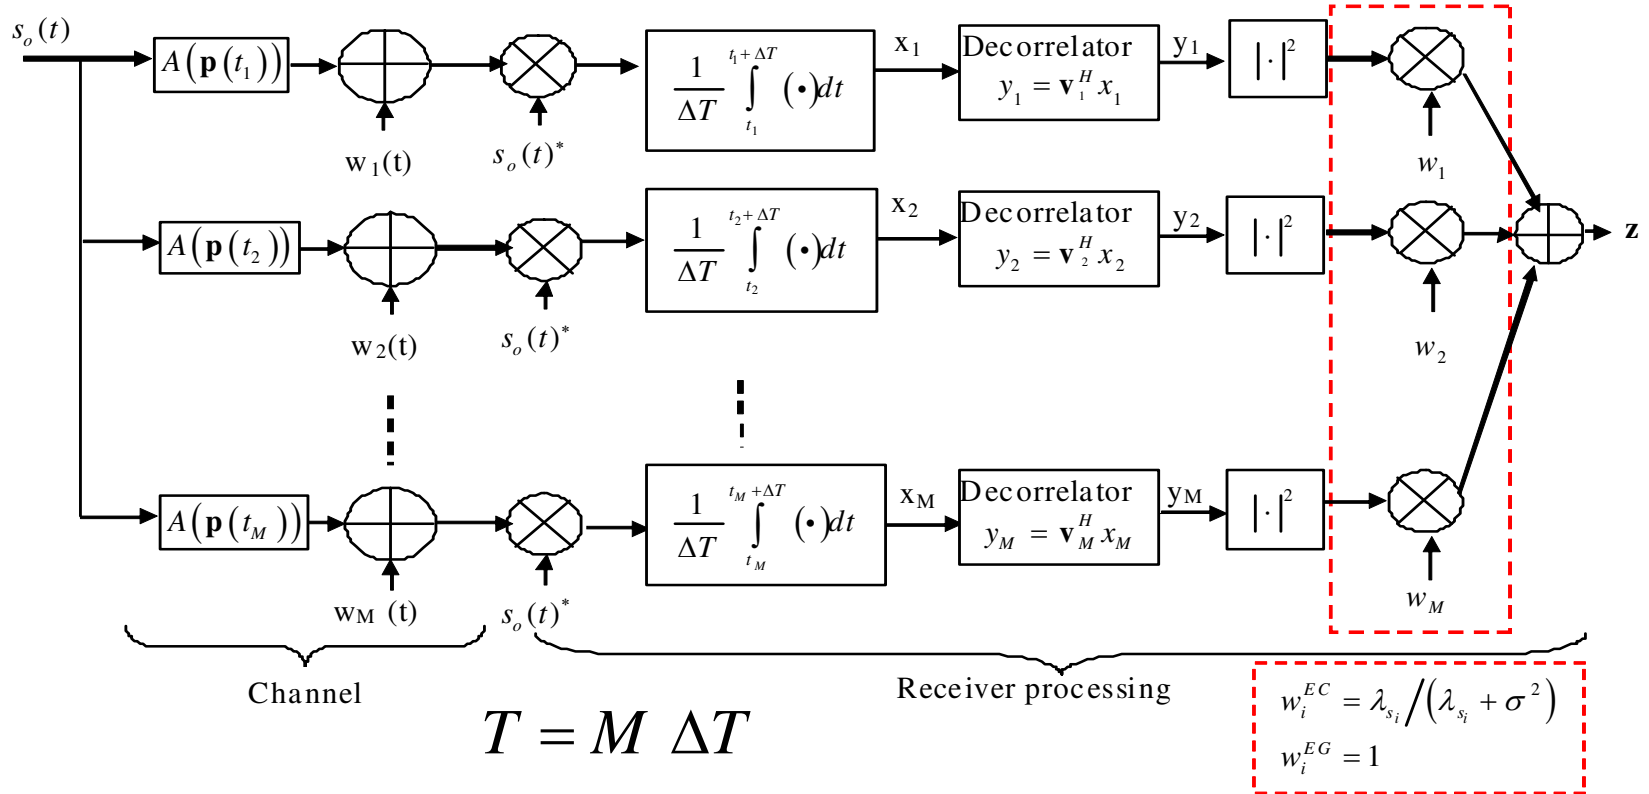 s_o(t)
A(p(t_1))
w_1(t)
s_o(t)^*
1/ΔT ∫_{t_1}^{t_1+ΔT} (•)dt
x_1
Decorrelator
y_1 = v_1^H x_1
y_1
|·|^2
w_1
A(p(t_2))
w_2(t)
s_o(t)^*
1/ΔT ∫_{t_2}^{t_2+ΔT} (•)dt
x_2
Decorrelator
y_2 = v_2^H x_2
y_2
|·|^2
w_2
z
A(p(t_M))
w_M (t)
s_o(t)^*
1/ΔT ∫_{t_M}^{t_M+ΔT} (•)dt
x_M
Decorrelator
y_M = v_M^H x_M
y_M
|·|^2
w_M
Channel
Receiver processing
T = M ΔT
w_i^{EC} = λ_{s_i}/(λ_{s_i} + σ^2)
w_i^{EG} = 1